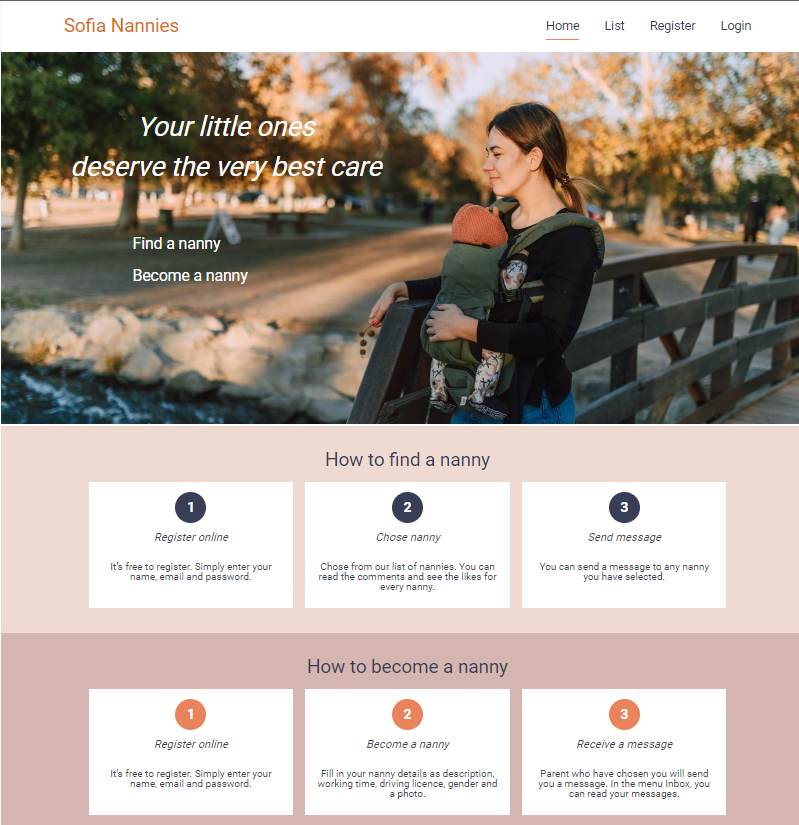 Sofia Nannies
Home List Register Login
Your little ones
deserve the very best care
Find a nanny
Become a nanny
How to find a nanny
1
Register online
It's free to register. Simply enter your
name, email and password.
2
Chose nanny
Chose from our list of nannies. You can
read the comments and see the likes for
every nanny.
3
Send message
You can send a message to any nanny
you have selected.
How to become a nanny
1
Register online
It's free to register. Simply enter your
name, email and password.
2
Become a nanny
Fill in your nanny details as description,
working time, driving licence, gender and
a photo.
3
Receive a message
Parent who have chosen you will send
you a message. In the menu Inbox, you
can read your messages.